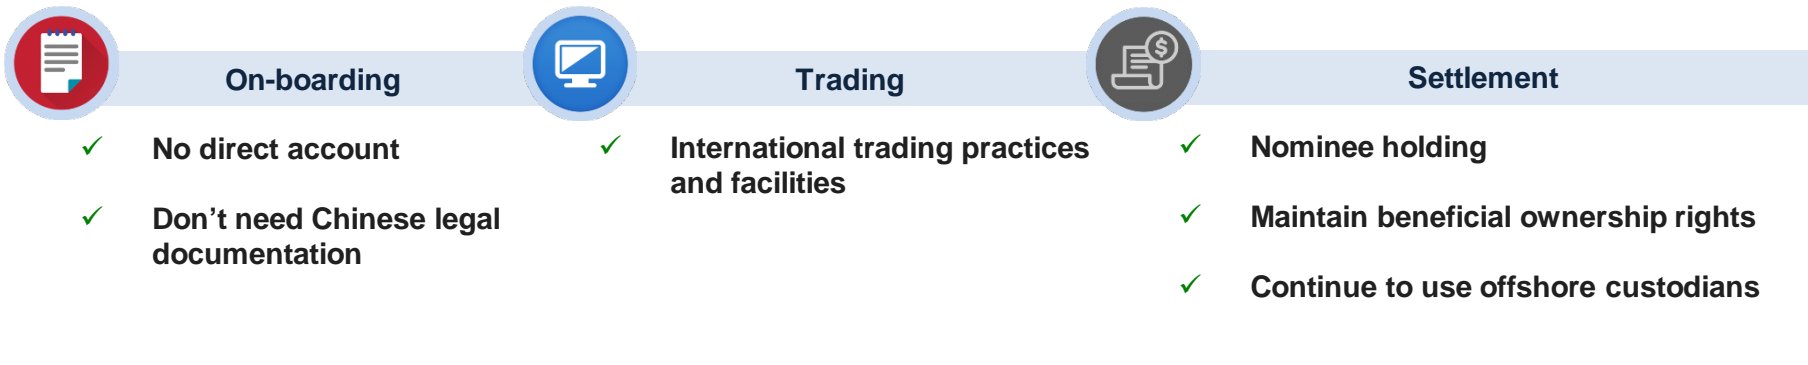 On-boarding
No direct account
Don’t need Chinese legal
documentation
Trading
International trading practices
and facilities
Settlement
Nominee holding
Maintain beneficial ownership rights
Continue to use offshore custodians
$